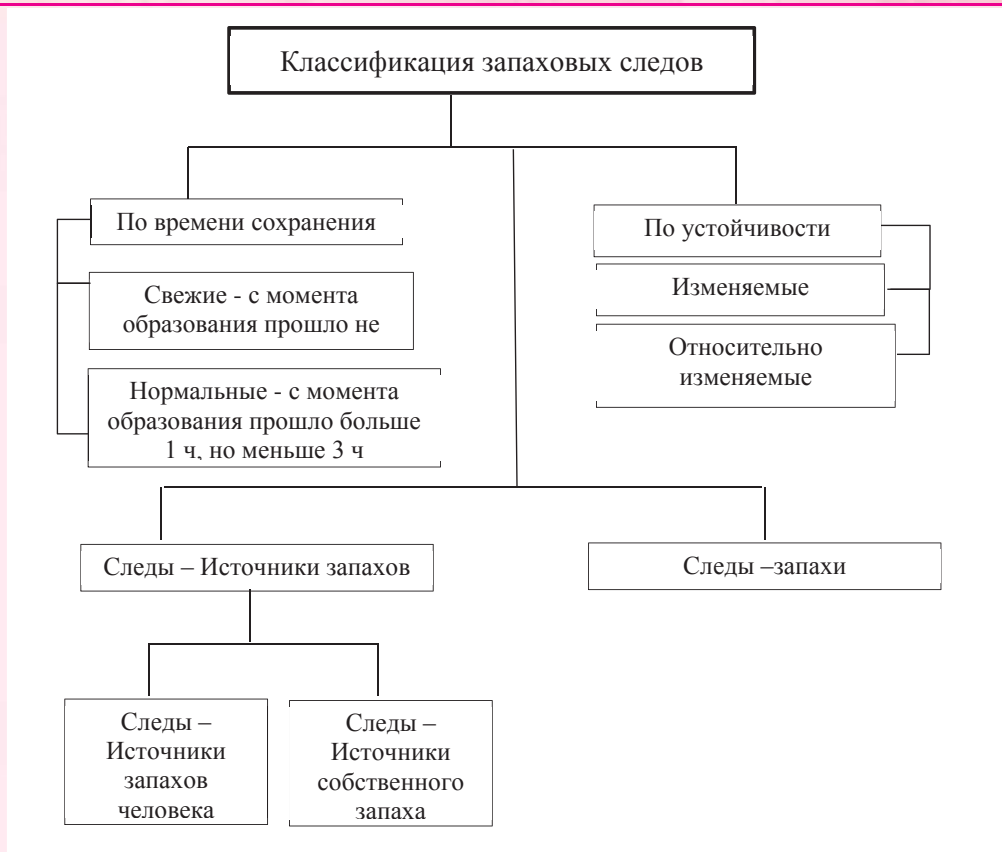 Классификация запаховых следов
По времени сохранения
Свежие - с момента
образования прошло не
Нормальные - с момента
образования прошло больше
1 ч, но меньше 3 ч
По устойчивости
Изменяемые
Относительно
изменяемые
Следы – Источники запахов
Следы –запахи
Следы –
Источники
запахов
человека
Следы –
Источники
собственного
запаха